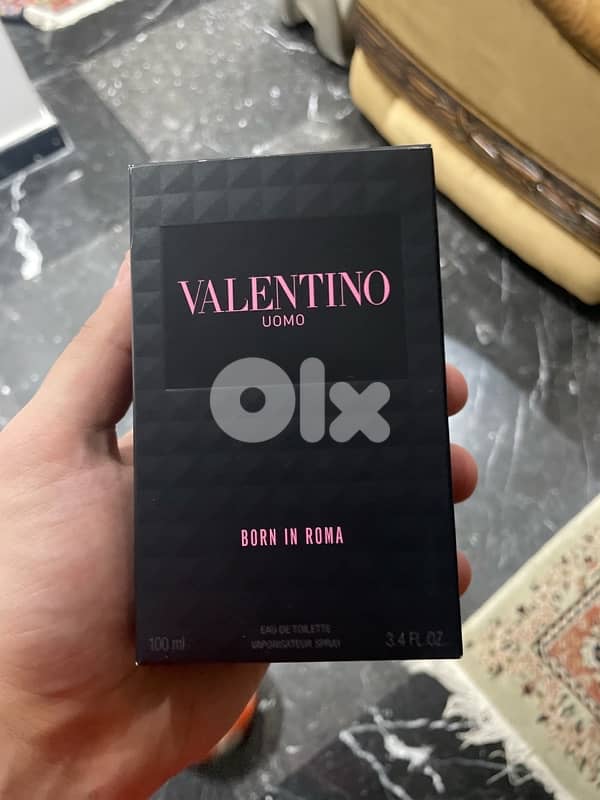 VALENTINO
UOMO
Olx
BORN IN ROMA
EAU DE TOILETTE
VAPORISATEUR SPRAY
100 ml
3.4 FL.OZ.